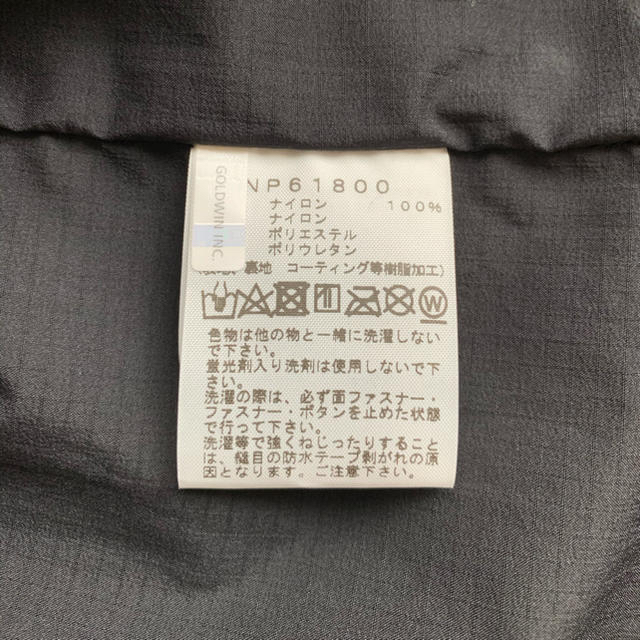 NP61800
ナイロン 100%
ナイロン
ポリエステル
ポリウレタン
裏地 コーティング等樹脂加工)
W
色物は他の物と一緒に洗濯しない
で下さい。
蛍光剤入り洗剤は使用しないで下
さい。
洗濯の際は、必ず面ファスナー・
ファスナー・ボタンを止めた状態
で行って下さい。
洗濯等で強くねじったりすること
は、縫目の防水テープ剥がれの原
因となります。ご注意下さい。
GOLDWIN INC.